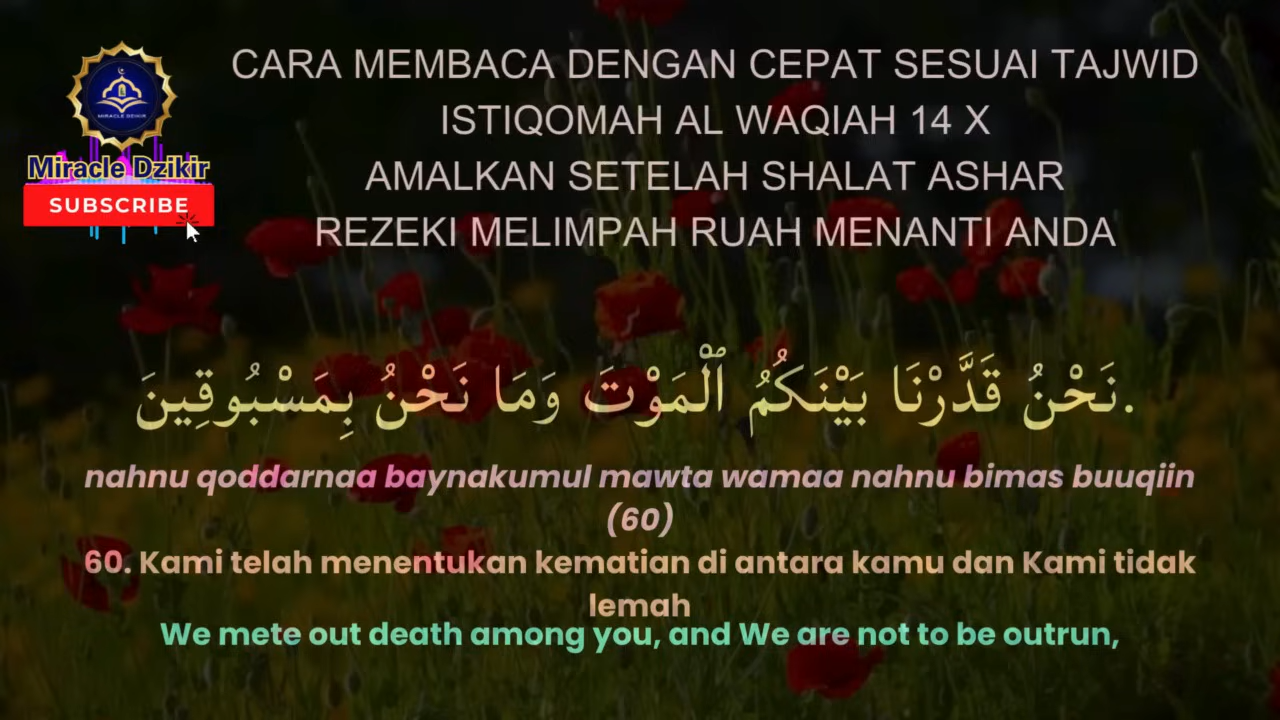 CARA MEMBACA DENGAN CEPAT SESUAI TAJWID
ISTIQOMAH AL WAQIAH 14 X
AMALKAN SETELAH SHALAT ASHAR
REZEKI MELIMPAH RUAH MENANTI ANDA
MIRACLE DZIKIR
Miracle Dzikir
SUBSCRIBE
نَحْنُ قَدَّرْنَا بَيْنَكُمُ ٱلْمَوْتَ وَمَا نَحْنُ بِمَسْبُوقِينَ.
nahnu qoddarnaa baynakumul mawta wamaa nahnu bimas buuqiin
(60)
60. Kami telah menentukan kematian di antara kamu dan Kami tidak
lemah
We mete out death among you, and We are not to be outrun,